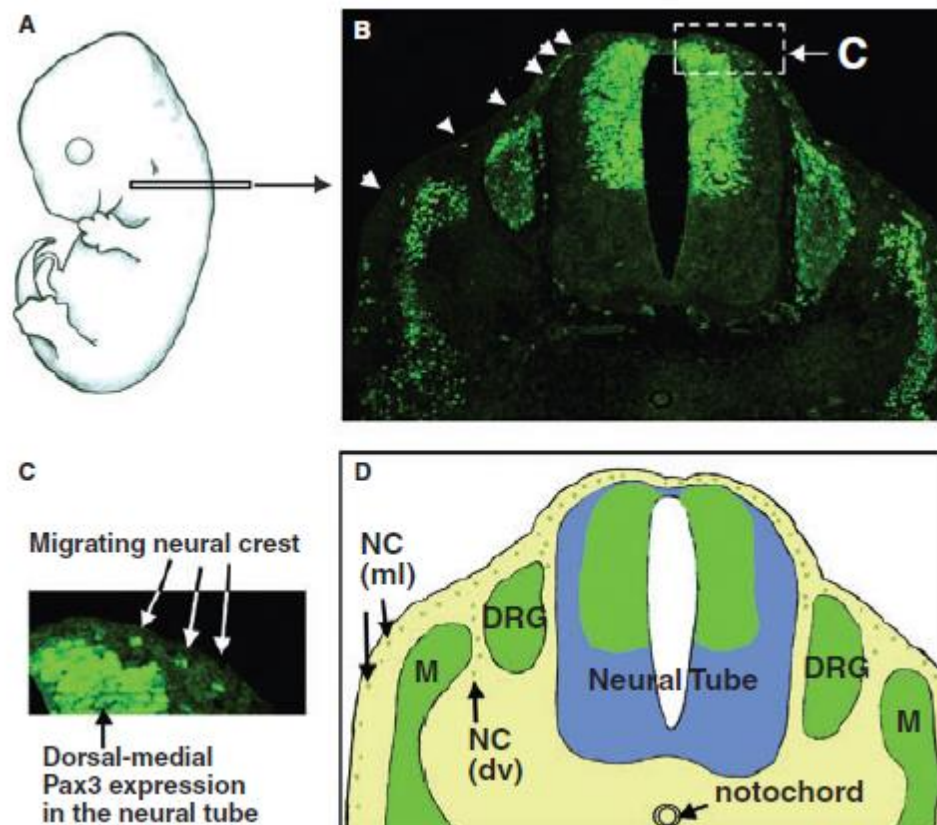 A
B
C
C
Migrating neural crest
Dorsal-medial
Pax3 expression
in the neural tube
D
NC
(ml)
DRG
M
Neural Tube
DRG
M
NC
(dv)
notochord